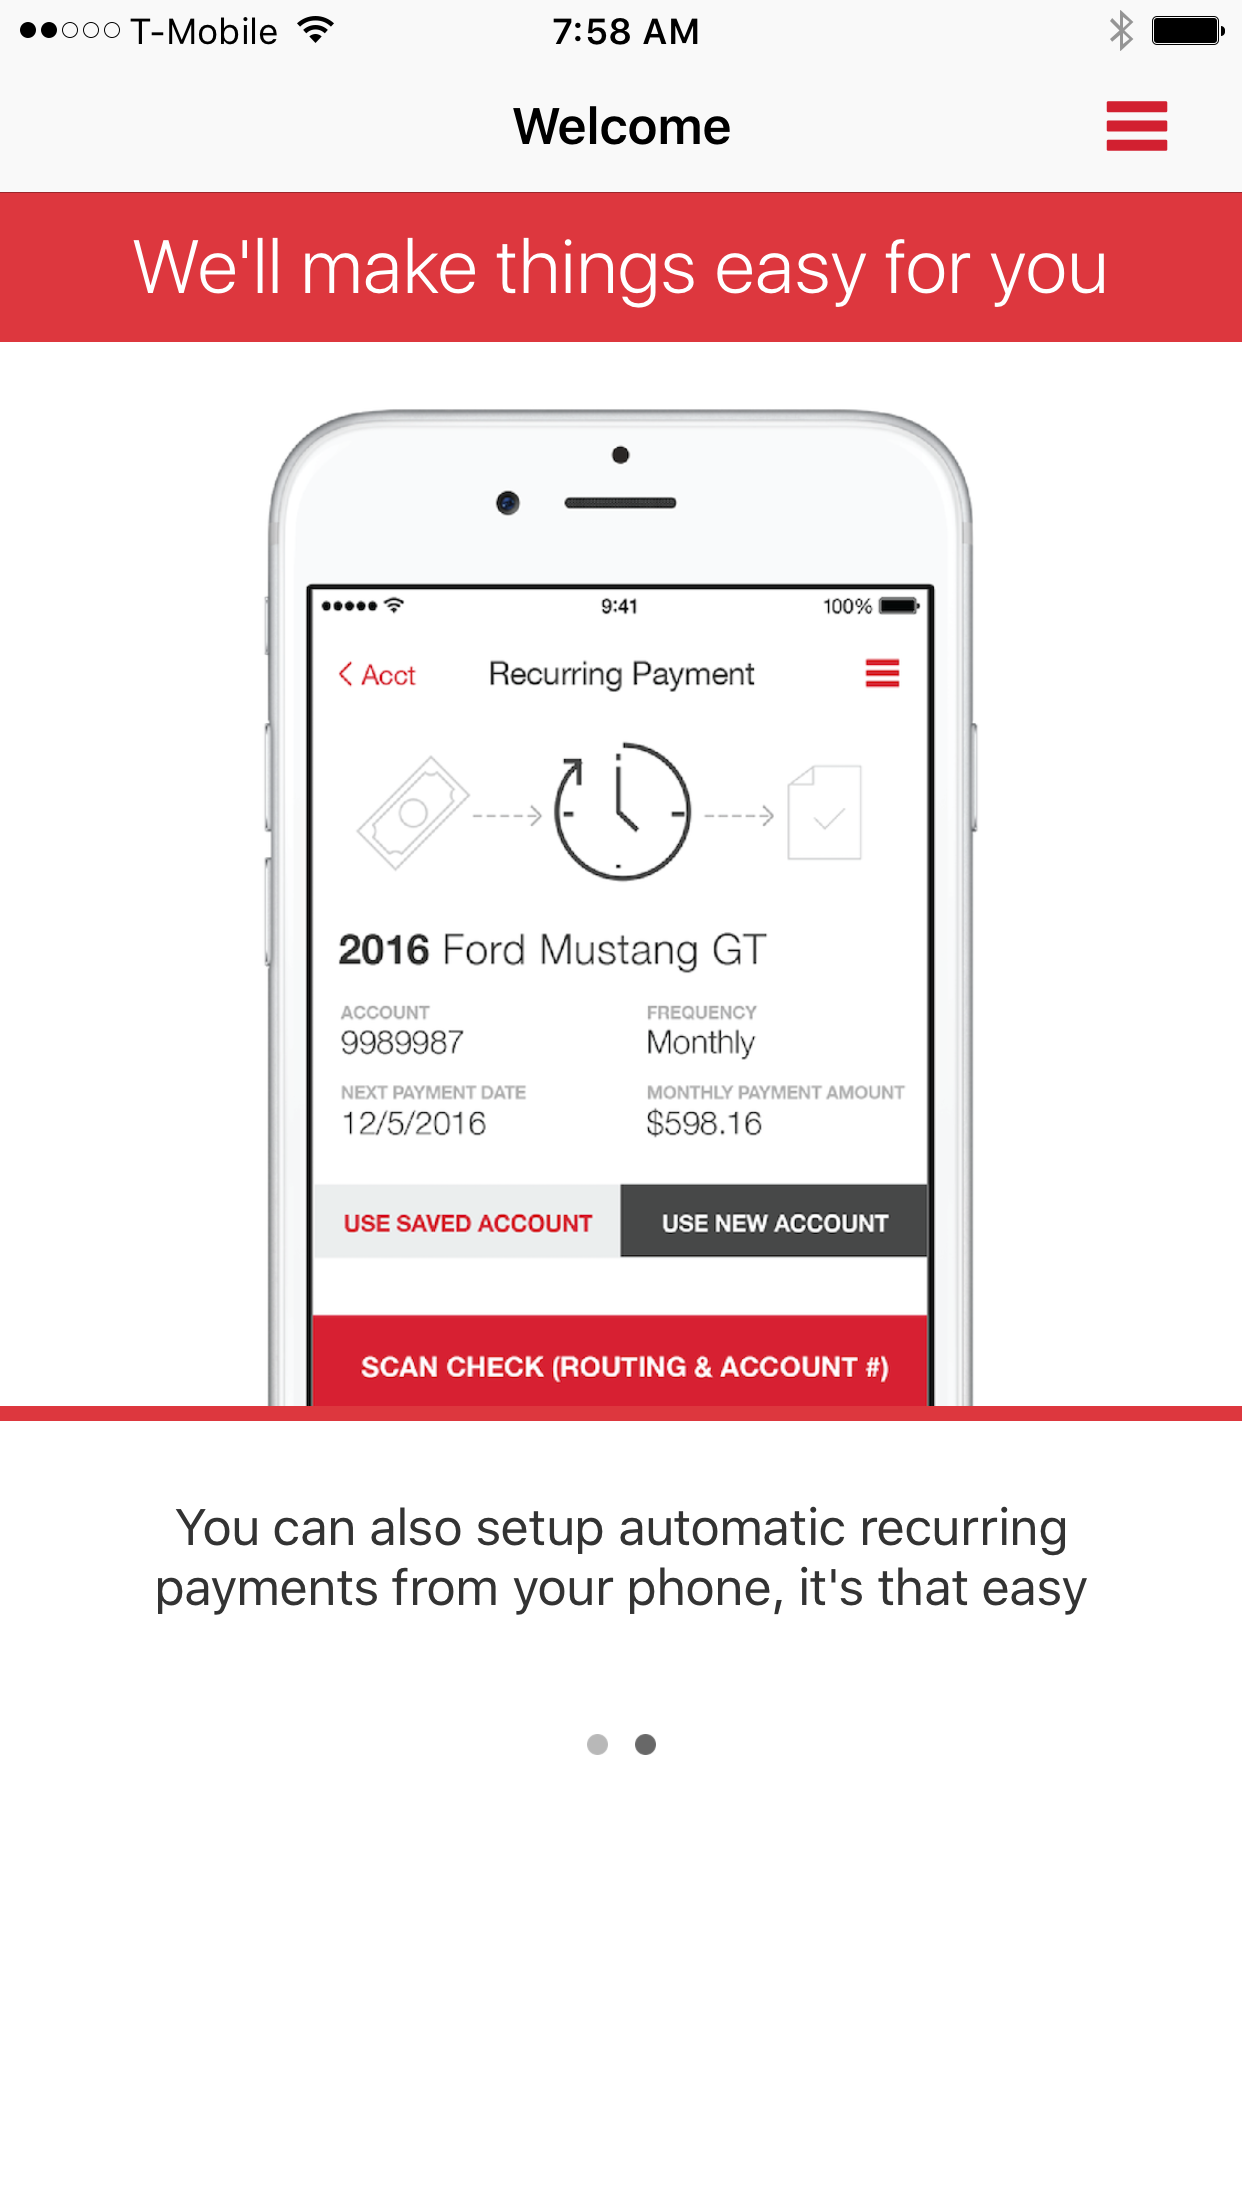 T-Mobile 7:58 AM
Welcome
We'll make things easy for you
9:41 100%
Acct Recurring Payment
2016 Ford Mustang GT
ACCOUNT FREQUENCY
9989987 Monthly
NEXT PAYMENT DATE MONTHLY PAYMENT AMOUNT
12/5/2016 $598.16
USE SAVED ACCOUNT USE NEW ACCOUNT
SCAN CHECK (ROUTING & ACCOUNT #)
You can also setup automatic recurring
payments from your phone, it's that easy